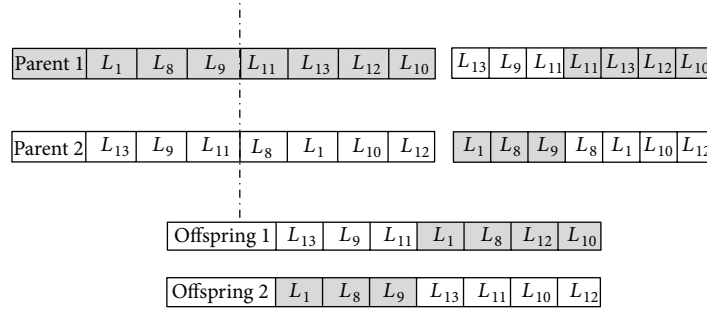 Parent 1 L₁ L₈ L₉ L₁₁ L₁₃ L₁₂ L₁₀ L₁₃ L₉ L₁₁ L₁₁ L₁₃ L₁₂ L₁₀
Parent 2 L₁₃ L₉ L₁₁ L₈ L₁ L₁₀ L₁₂ L₁ L₈ L₉ L₈ L₁ L₁₀ L₁₂
Offspring 1 L₁₃ L₉ L₁₁ L₁ L₈ L₁₂ L₁₀
Offspring 2 L₁ L₈ L₉ L₁₃ L₁₁ L₁₀ L₁₂